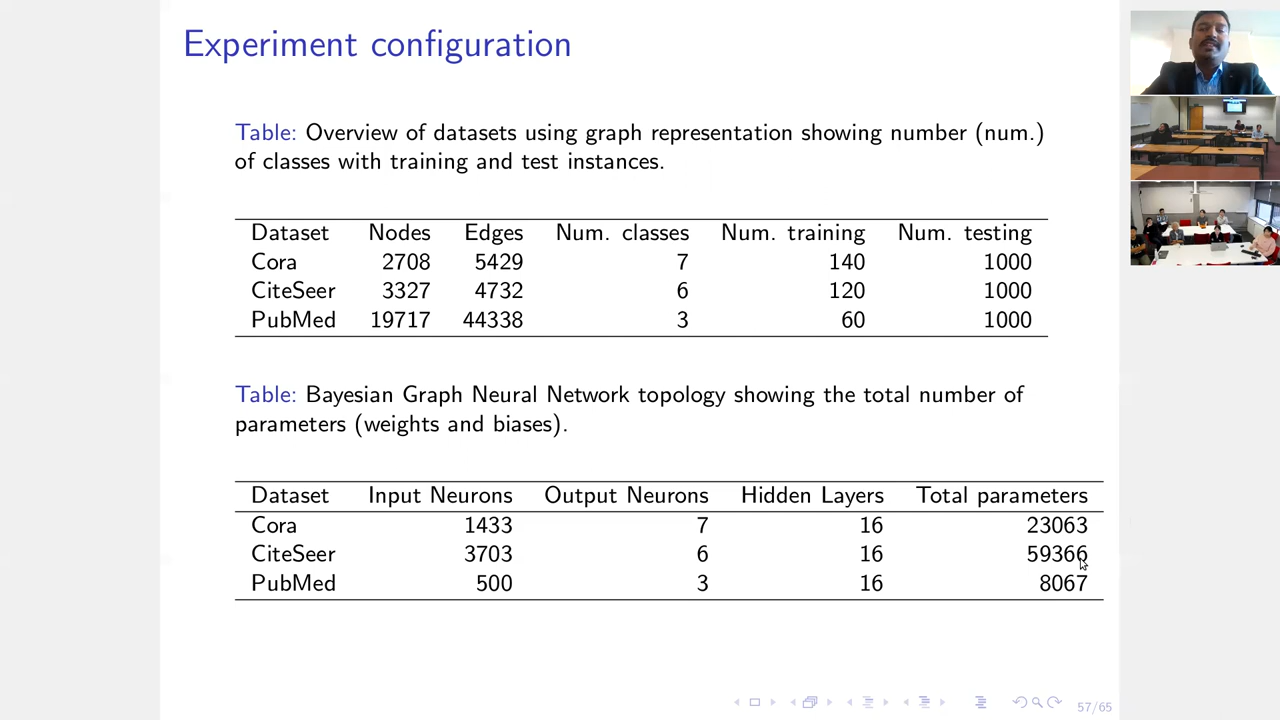 Experiment configuration
Table: Overview of datasets using graph representation showing number (num.)
of classes with training and test instances.
Dataset Nodes Edges Num. classes Num. training Num. testing
Cora 2708 5429 7 140 1000
CiteSeer 3327 4732 6 120 1000
PubMed 19717 44338 3 60 1000
Table: Bayesian Graph Neural Network topology showing the total number of
parameters (weights and biases).
Dataset Input Neurons Output Neurons Hidden Layers Total parameters
Cora 1433 7 16 23063
CiteSeer 3703 6 16 59366
PubMed 500 3 16 8067
57/65